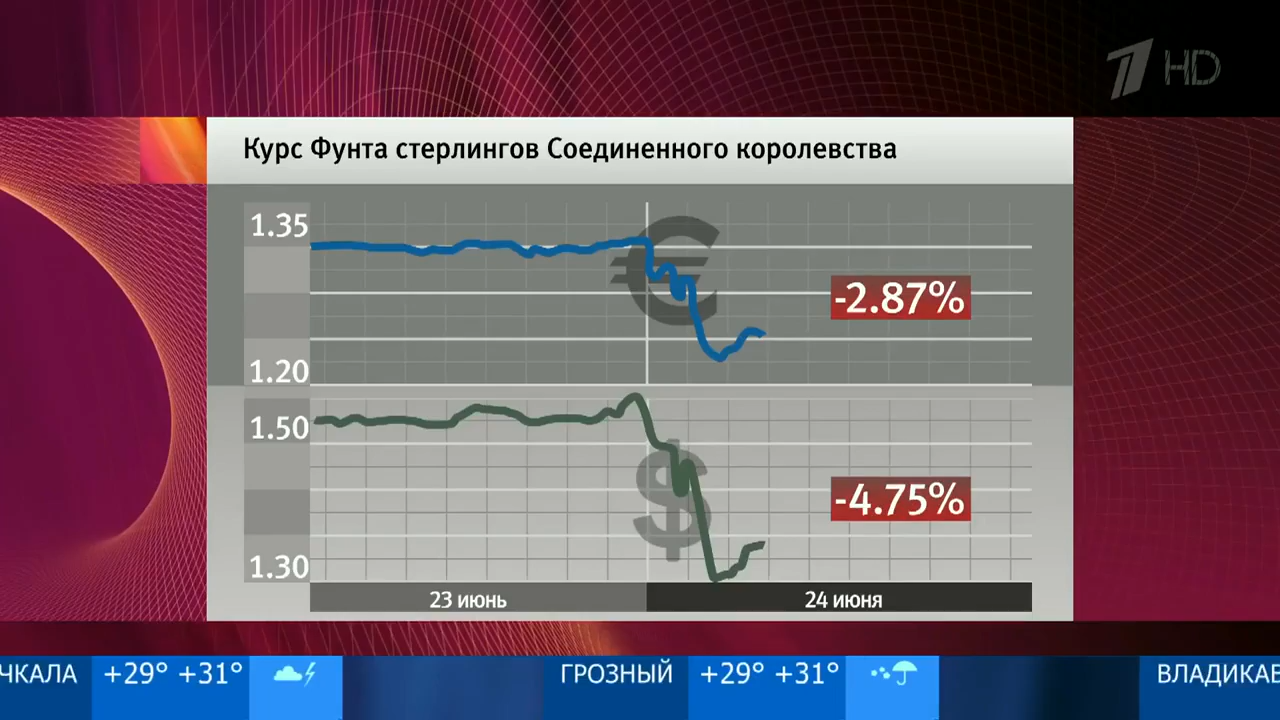 HD
Курс Фунта стерлингов Соединенного королевства
1.35
€
-2.87%
1.20
1.50
$
-4.75%
1.30
23 июнь
24 июня
ЧКАЛА +29° +31° ГРОЗНЫЙ +29° +31° ВЛАДИКАВ